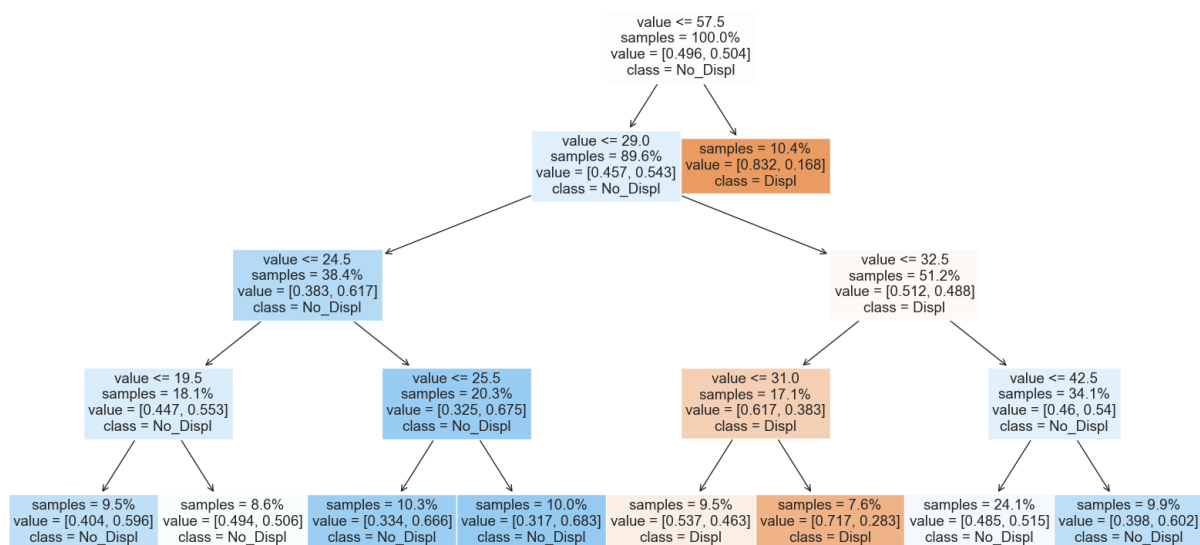 value <= 57.5
samples = 100.0%
value = [0.496, 0.504]
class = No_Displ
value <= 29.0
samples = 89.6%
value = [0.457, 0.543]
class = No_Displ
samples = 10.4%
value = [0.832, 0.168]
class = Displ
value <= 24.5
samples = 38.4%
value = [0.383, 0.617]
class = No_Displ
value <= 32.5
samples = 51.2%
value = [0.512, 0.488]
class = Displ
value <= 19.5
samples = 18.1%
value = [0.447, 0.553]
class = No_Displ
value <= 25.5
samples = 20.3%
value = [0.325, 0.675]
class = No_Displ
value <= 31.0
samples = 17.1%
value = [0.617, 0.383]
class = Displ
value <= 42.5
samples = 34.1%
value = [0.46, 0.54]
class = No_Displ
samples = 9.5%
value = [0.404, 0.596]
class = No_Displ
samples = 8.6%
value = [0.494, 0.506]
class = No_Displ
samples = 10.3%
value = [0.334, 0.666]
class = No_Displ
samples = 10.0%
value = [0.317, 0.683]
class = No_Displ
samples = 9.5%
value = [0.537, 0.463]
class = Displ
samples = 7.6%
value = [0.717, 0.283]
class = Displ
samples = 24.1%
value = [0.485, 0.515]
class = No_Displ
samples = 9.9%
value = [0.398, 0.602]
class = No_Displ